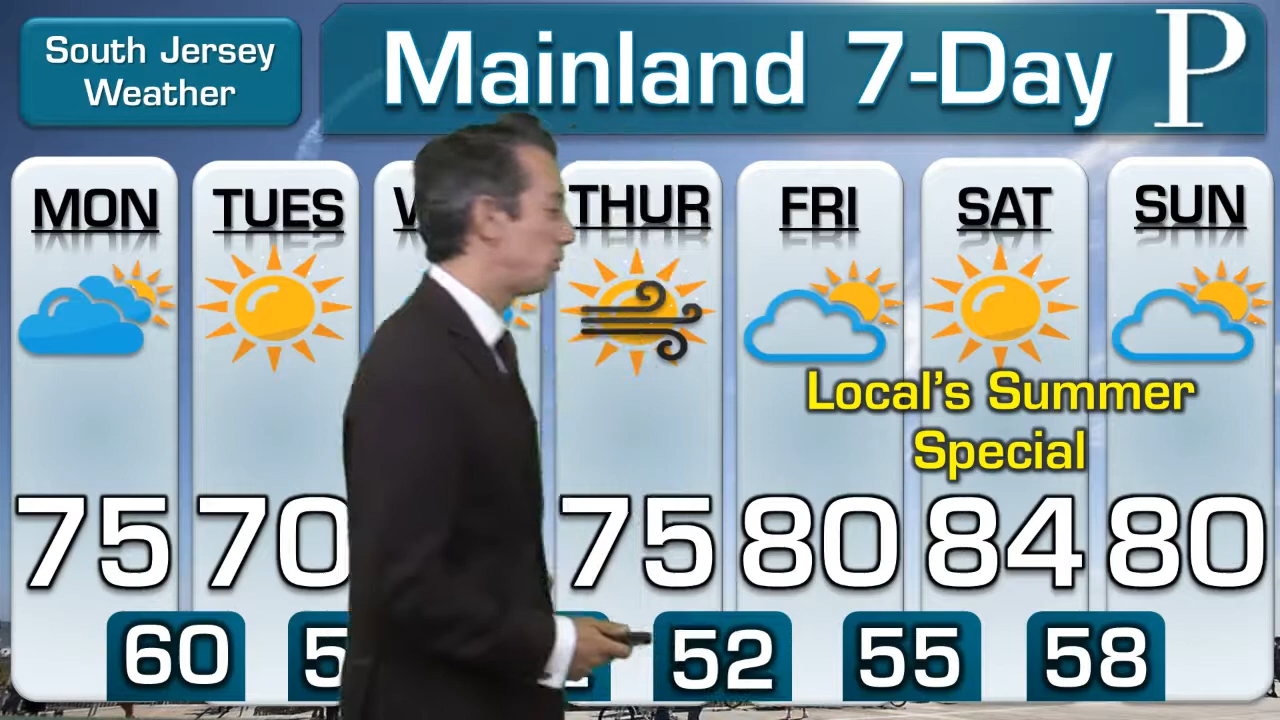 South Jersey
Weather
Mainland 7-Day
P
MON TUES THUR FRI SAT SUN
Local's Summer
Special
75 70 75 80 84 80
60 52 55 58